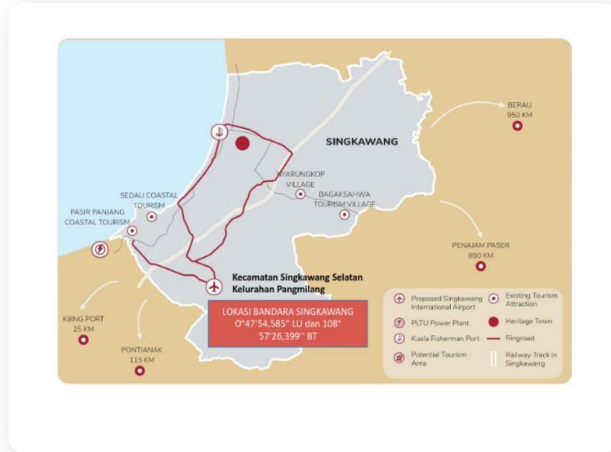 BERAU
950 KM
SINGKAWANG
NYARUNGKOP
VILLAGE
BAGAKSAHWA
TOURISM VILLAGE
SEDAU COASTAL
TOURISM
PASIR PANJANG
COASTAL TOURISM
PENAJAM PASER
890 KM
Kecamatan Singkawang Selatan
Kelurahan Pangmilang
LOKASI BANDARA SINGKAWANG
O°47'54,585" LU dan 108°
57'26,399'' BT
KIJING PORT
25 KM
PONTIANAK
115 KM
Proposed Singkawang
International Airport
PLTU Power Plant
Kuala Fisherman Port
Potential Tourism
Area
Existing Tourism
Attraction
Heritage Town
Ringroad
Railway Track in
Singkawang